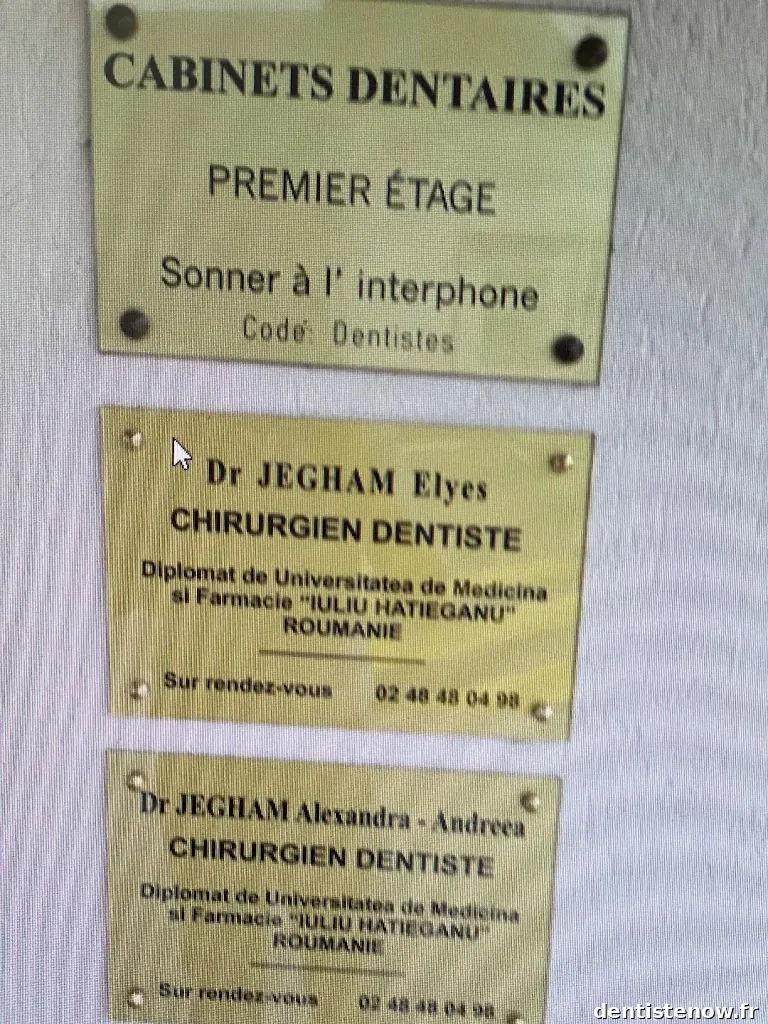 CABINETS DENTAIRES
PREMIER ÉTAGE
Sonner à l' interphone
Code: Dentistes
Dr JEGHAM Elyes
CHIRURGIEN DENTISTE
Diplomat de Universitatea de Medicina
si Farmacie "IULIU HATIEGANU"
ROUMANIE
Sur rendez-vous 02 48 48 04 98
Dr JEGHAM Alexandra - Andreea
CHIRURGIEN DENTISTE
Diplomat de Universitatea de Medicina
si Farmacie "IULIU HATIEGANU"
ROUMANIE
Sur rendez-vous 02 48 48 04 98
dentistenow.fr